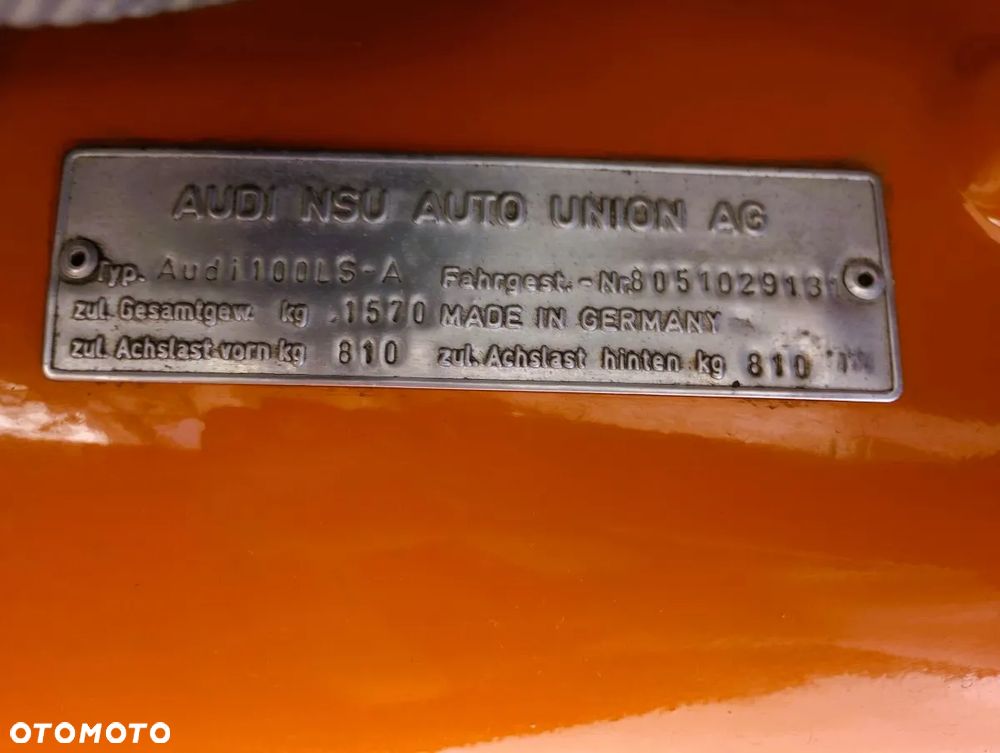 AUDI NSU AUTO UNION AG
Typ. Audi100LS-A Fahrgest.-Nr. 8051029131
zul. Gesamtgew. kg 1570 MADE IN GERMANY
zul. Achslast vorn kg 810 zul. Achslast hinten kg 810
OTOMOTO